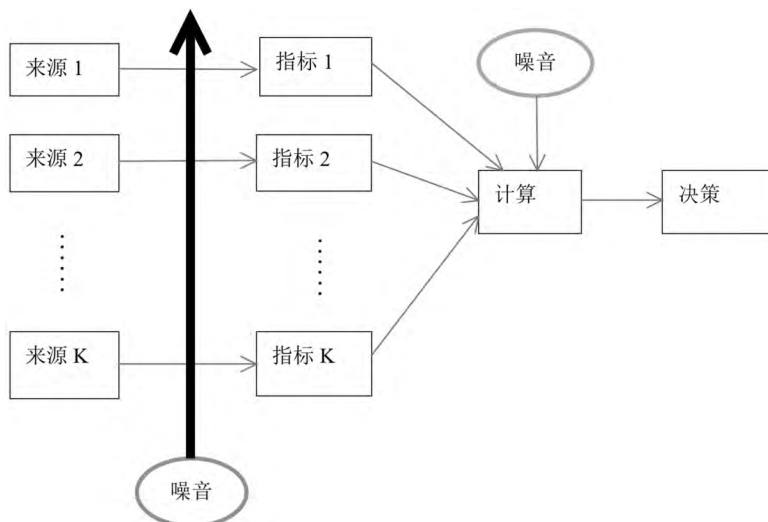 来源 1
指标 1
噪音
来源 2
指标 2
计算
决策
来源 K
指标 K
噪音